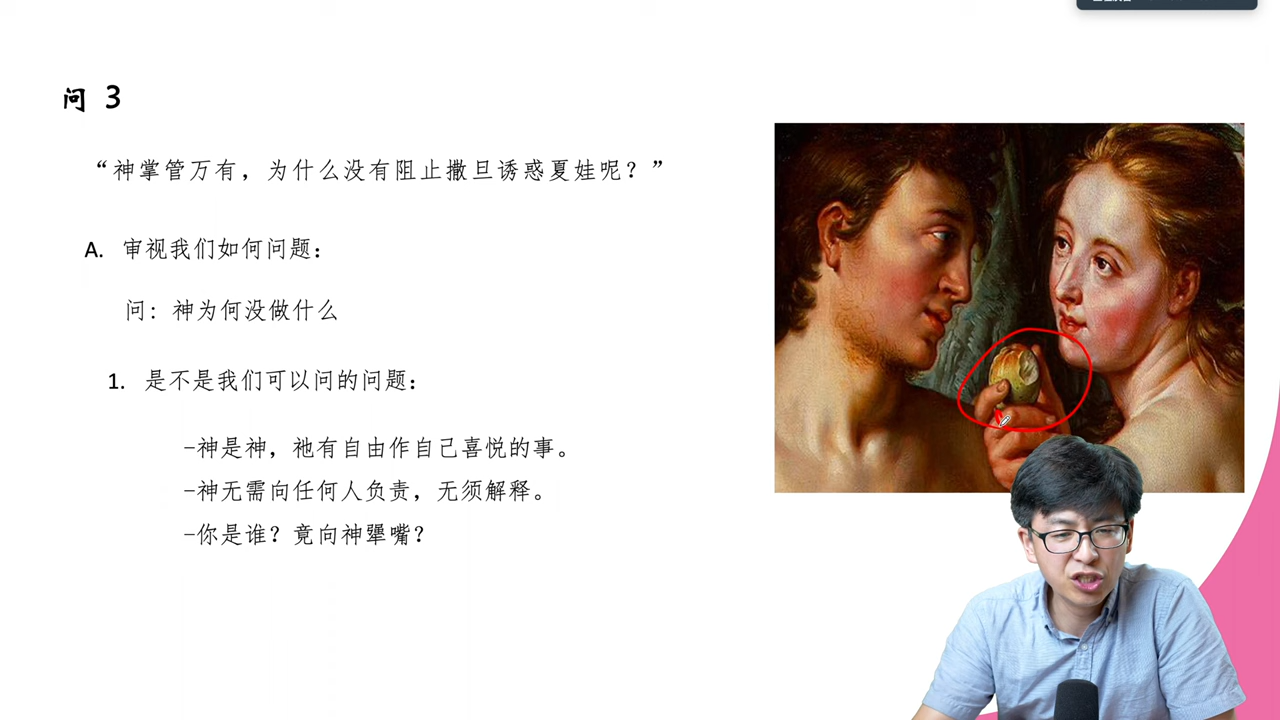 问 3
“神掌管万有，为什么没有阻止撒旦诱惑夏娃呢？”
A. 审视我们如何问题：
问：神为何没做什么
1. 是不是我们可以问的问题：
–神是神，祂有自由作自己喜悦的事。
–神无需向任何人负责，无须解释。
–你是谁？竟向神犟嘴？